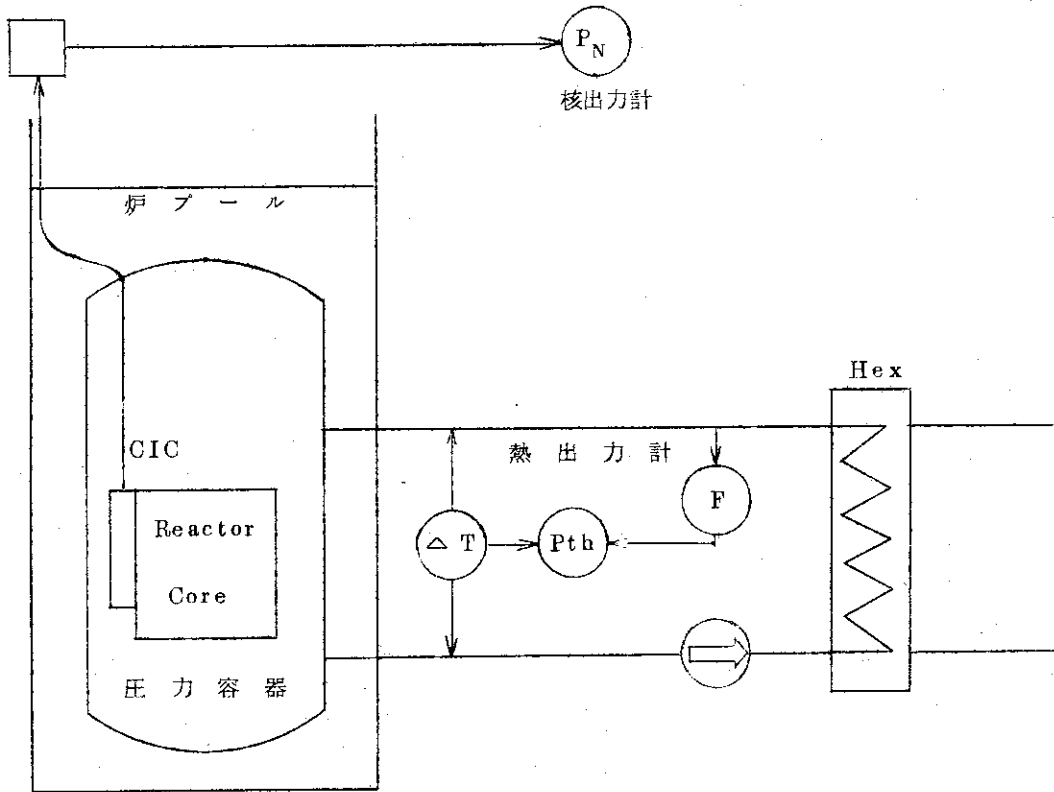 P_N
核出力計
炉プール
Hex
CIC
熱出力計
F
Reactor
Core
△T
Pth
圧力容器